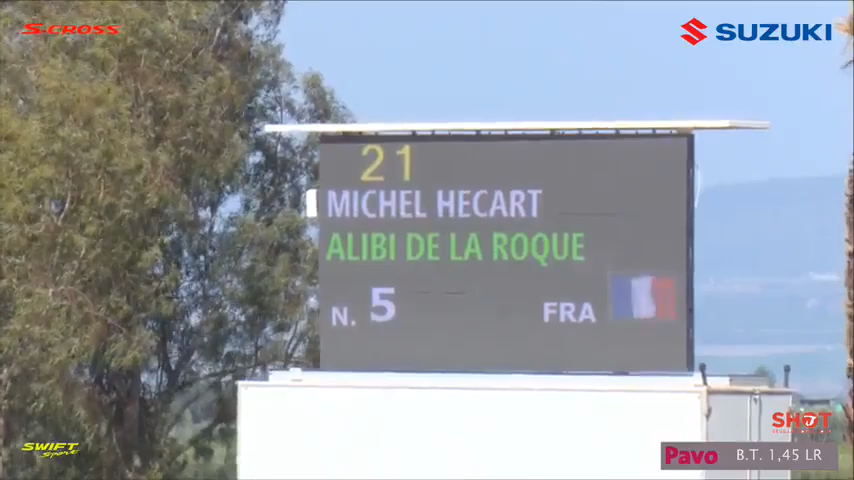 S-CROSS
SUZUKI
21
MICHEL HECART
ALIBI DE LA ROQUE
N. 5 FRA
SHOT
SWIFT
Sport
Pavo B.T. 1,45 LR